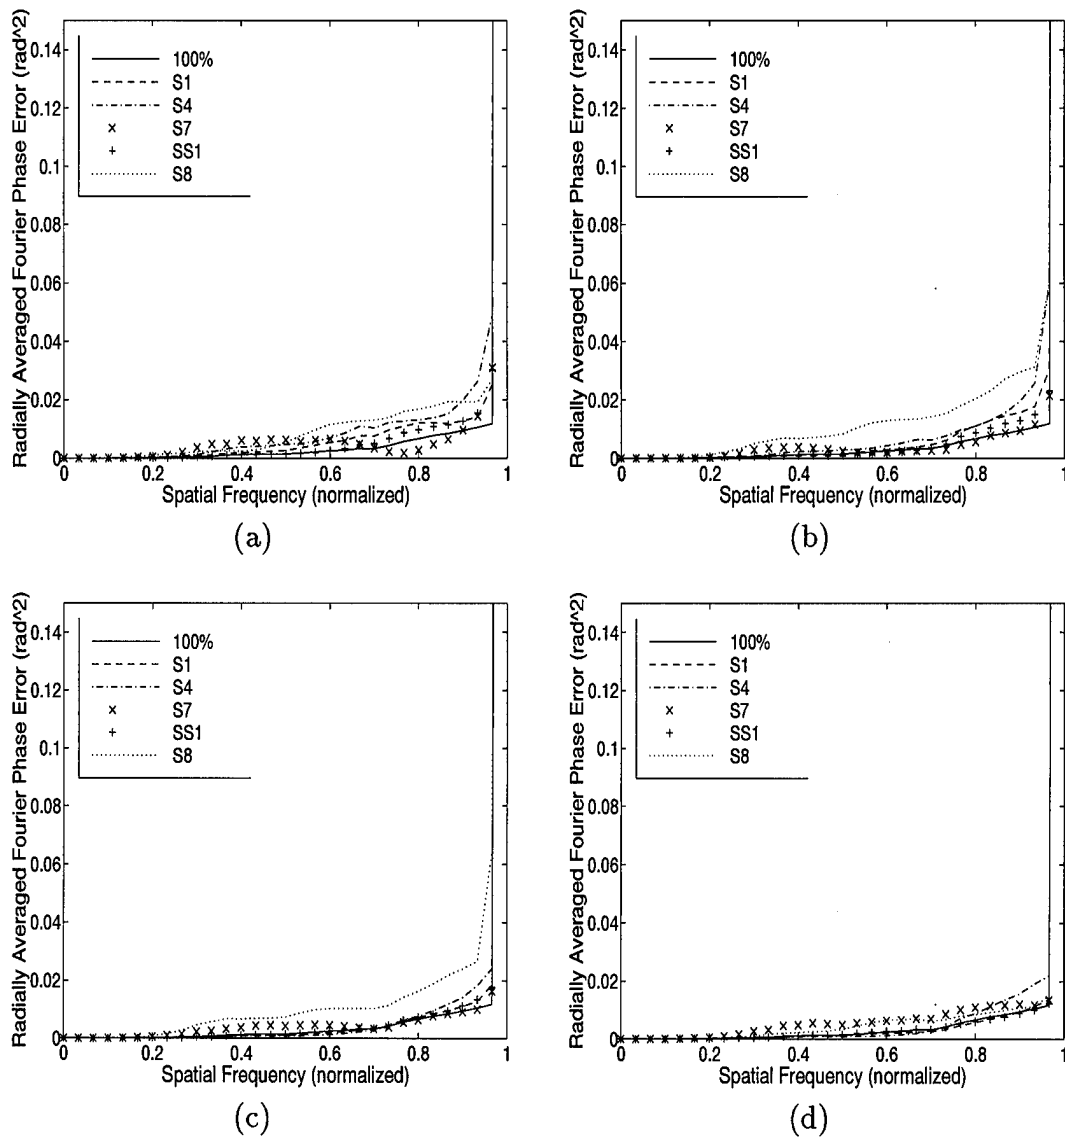 Radially Averaged Fourier Phase Error (rad^2)
0.14
0.12
0.1
0.08
0.06
0.04
0.02
0
100%
S1
S4
S7
SS1
S8
0 0.2 0.4 0.6 0.8 1
Spatial Frequency (normalized)
(a)
Radially Averaged Fourier Phase Error (rad^2)
0.14
0.12
0.1
0.08
0.06
0.04
0.02
0
100%
S1
S4
S7
SS1
S8
0 0.2 0.4 0.6 0.8 1
Spatial Frequency (normalized)
(b)
Radially Averaged Fourier Phase Error (rad^2)
0.14
0.12
0.1
0.08
0.06
0.04
0.02
0
100%
S1
S4
S7
SS1
S8
0 0.2 0.4 0.6 0.8 1
Spatial Frequency (normalized)
(c)
Radially Averaged Fourier Phase Error (rad^2)
0.14
0.12
0.1
0.08
0.06
0.04
0.02
0
100%
S1
S4
S7
SS1
S8
0 0.2 0.4 0.6 0.8 1
Spatial Frequency (normalized)
(d)